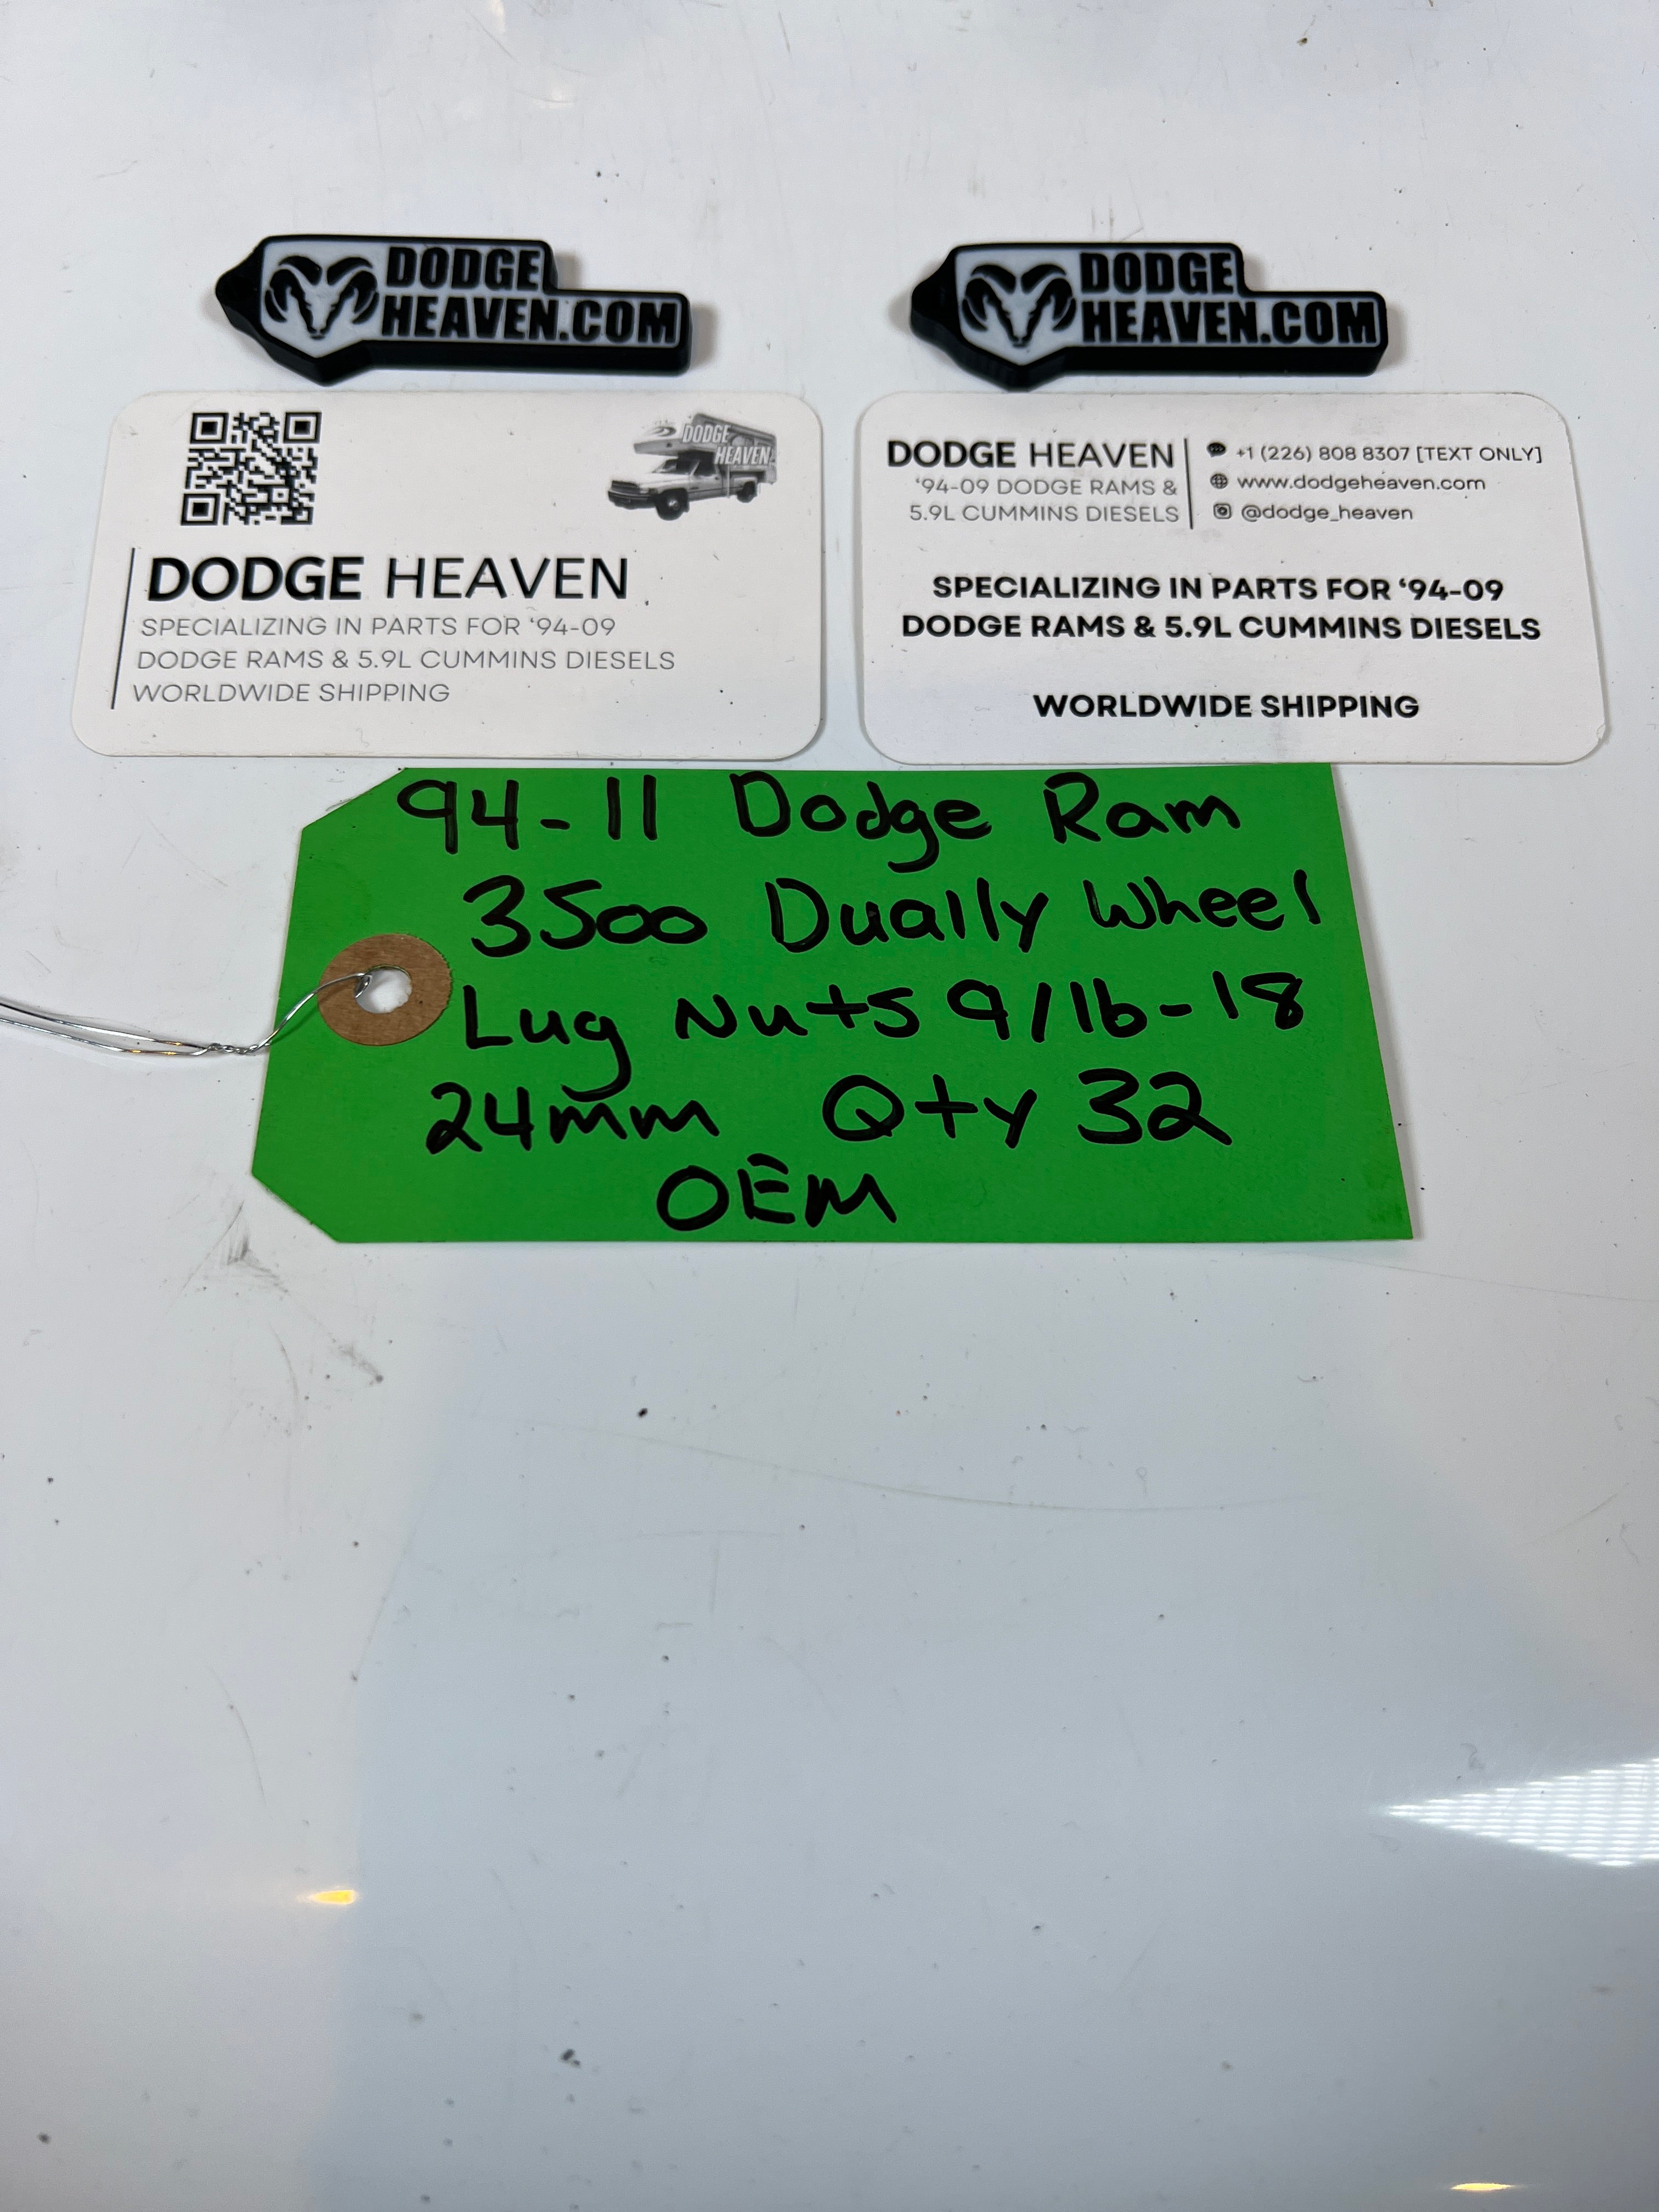 DODGE
HEAVEN.COM
DODGE
HEAVEN.COM
DODGE
HEAVEN
DODGE HEAVEN
SPECIALIZING IN PARTS FOR ‘94-09
DODGE RAMS & 5.9L CUMMINS DIESELS
WORLDWIDE SHIPPING
DODGE HEAVEN
‘94-09 DODGE RAMS &
5.9L CUMMINS DIESELS
+1 (226) 808 8307 [TEXT ONLY]
www.dodgeheaven.com
@dodge_heaven
SPECIALIZING IN PARTS FOR ‘94-09
DODGE RAMS & 5.9L CUMMINS DIESELS
WORLDWIDE SHIPPING
94-11 Dodge Ram
3500 Dually Wheel
Lug Nuts 9/16-18
24mm Qty 32
OEM